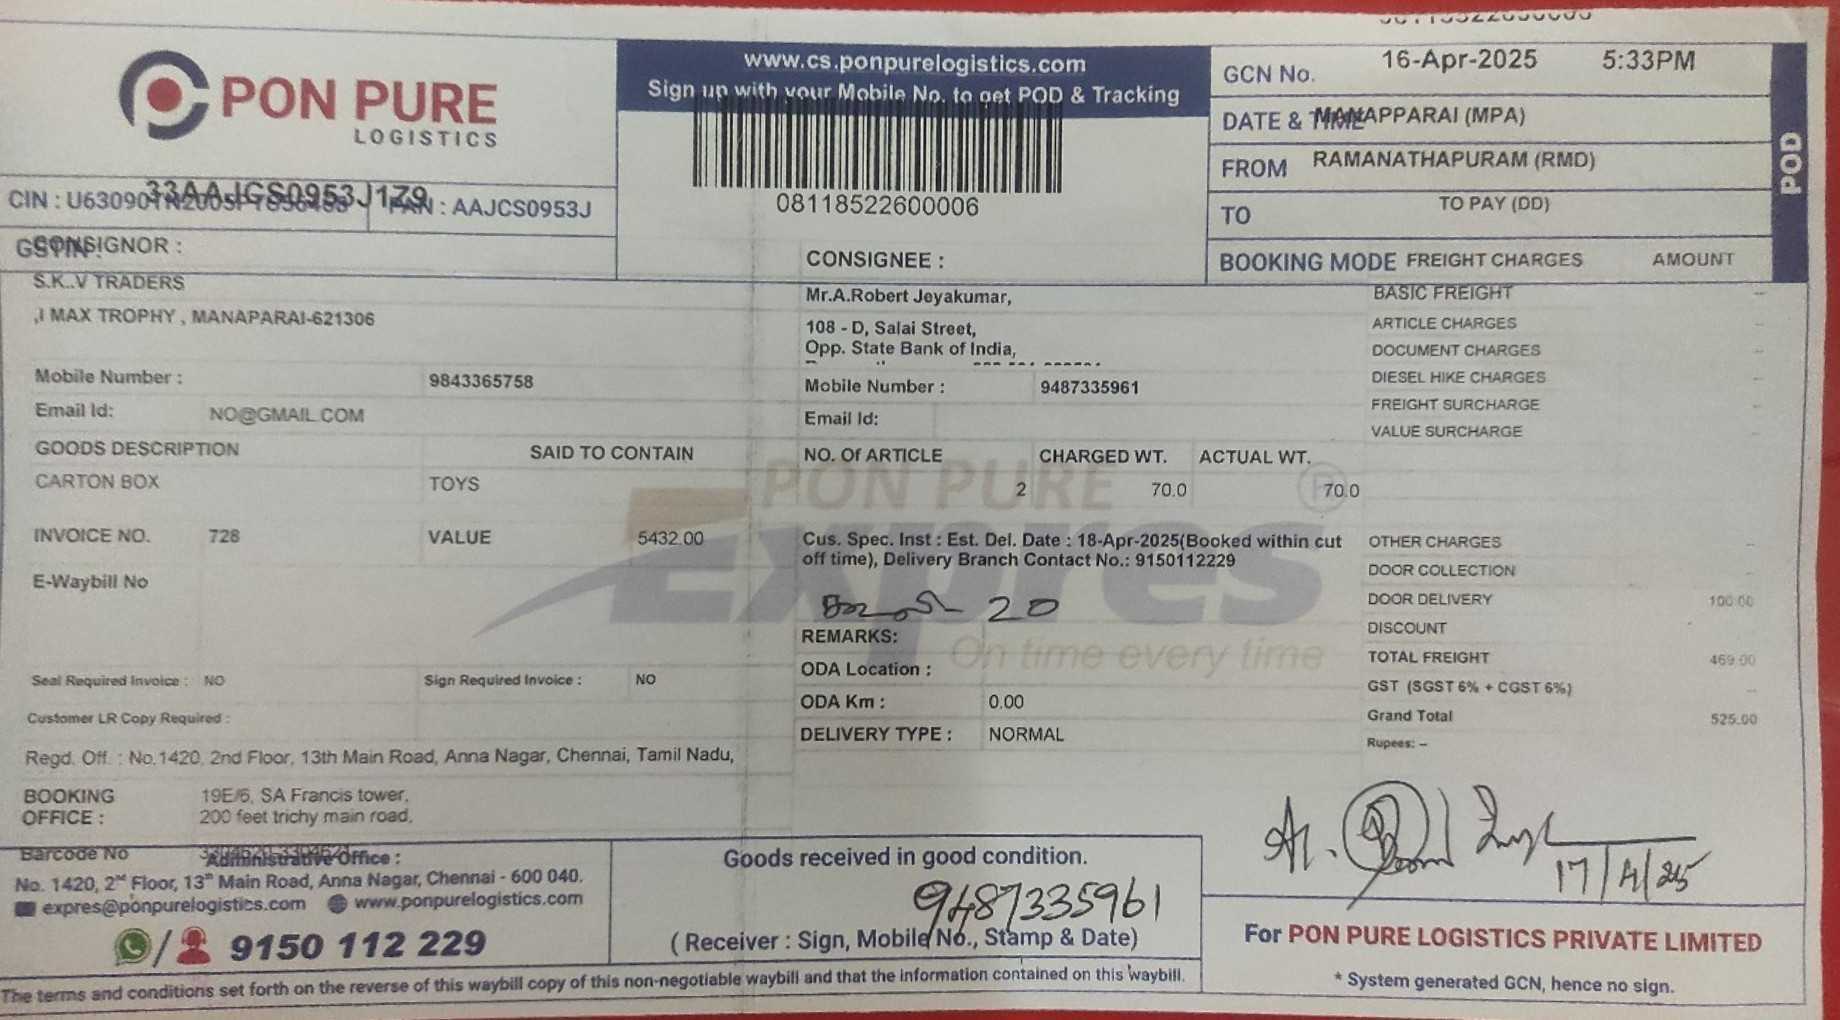 PON PURE
LOGISTICS
www.cs.ponpurelogistics.com
Sign up with your Mobile No. to get POD & Tracking
08118522600006
GCN No. 16-Apr-2025 5:33PM
DATE & TIME MANAPPARAI (MPA)
FROM RAMANATHAPURAM (RMD)
TO TO PAY (DD)
BOOKING MODE FREIGHT CHARGES AMOUNT
POD
CIN : 33AAJCS0953J1Z9 PAN : AAJCS0953J
GSTIN :
CONSIGNOR :
S.K..V TRADERS
,I MAX TROPHY , MANAPARAI-621306
Mobile Number : 9843365758
Email Id: NO@GMAIL.COM
GOODS DESCRIPTION SAID TO CONTAIN
CARTON BOX TOYS
INVOICE NO. 728 VALUE 5432.00
E-Waybill No
Seal Required Invoice : NO Sign Required Invoice : NO
Customer LR Copy Required :
Regd. Off. : No.1420, 2nd Floor, 13th Main Road, Anna Nagar, Chennai, Tamil Nadu,
BOOKING OFFICE :
19E/6, SA Francis tower,
200 feet trichy main road,
Barcode No
Administrative Office :
No. 1420, 2nd Floor, 13th Main Road, Anna Nagar, Chennai - 600 040.
expres@ponpurelogistics.com www.ponpurelogistics.com
/ 9150 112 229
CONSIGNEE :
Mr.A.Robert Jeyakumar,
108 - D, Salai Street,
Opp. State Bank of India,
Mobile Number : 9487335961
Email Id:
NO. Of ARTICLE CHARGED WT. ACTUAL WT.
2 70.0 70.0
PON PURE
Expres
On time every time
Cus. Spec. Inst : Est. Del. Date : 18-Apr-2025(Booked within cut
off time), Delivery Branch Contact No.: 9150112229
20
REMARKS:
ODA Location :
ODA Km : 0.00
DELIVERY TYPE : NORMAL
BASIC FREIGHT --
ARTICLE CHARGES --
DOCUMENT CHARGES --
DIESEL HIKE CHARGES --
FREIGHT SURCHARGE --
VALUE SURCHARGE --
OTHER CHARGES --
DOOR COLLECTION --
DOOR DELIVERY 100.00
DISCOUNT
TOTAL FREIGHT 469.00
GST (SGST 6% + CGST 6%) --
Grand Total 525.00
Rupees: –
17/4/25
Goods received in good condition.
9487335961
( Receiver : Sign, Mobile No., Stamp & Date)
For PON PURE LOGISTICS PRIVATE LIMITED
* System generated GCN, hence no sign.
The terms and conditions set forth on the reverse of this waybill copy of this non-negotiable waybill and that the information contained on this waybill.